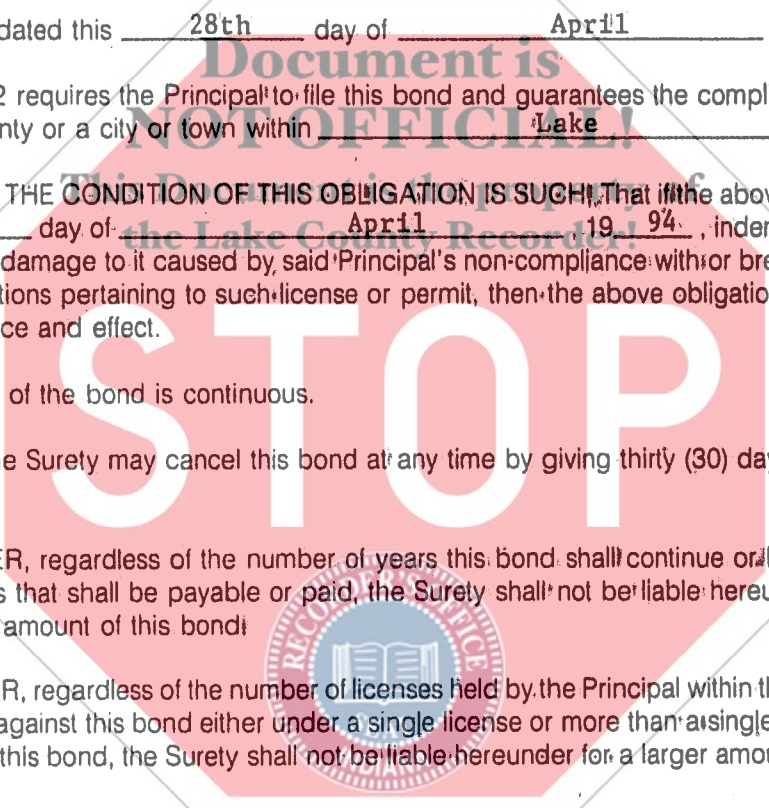 dated this 28th day of April
Document is
2 requires the Principal to file this bond and guarantees the compl
NOT OFFICIAL!
nty or a city or town within Lake
This Document is the property of
THE CONDITION OF THIS OBLIGATION IS SUCH, That if the abov
day of April 19 94 , inden
the Lake County Recorder!
damage to it caused by said Principal's non-compliance with or bre
tions pertaining to such license or permit, then the above obligatio
ce and effect.
STOP
of the bond is continuous.
e Surety may cancel this bond at any time by giving thirty (30) day
ER, regardless of the number of years this bond shall continue or
s that shall be payable or paid, the Surety shall not be liable hereu
amount of this bond
RECORDER'S OFFICE
R, regardless of the number of licenses held by the Principal within th
against this bond either under a single license or more than a single
this bond, the Surety shall not be liable hereunder for a larger amou
INDIANA